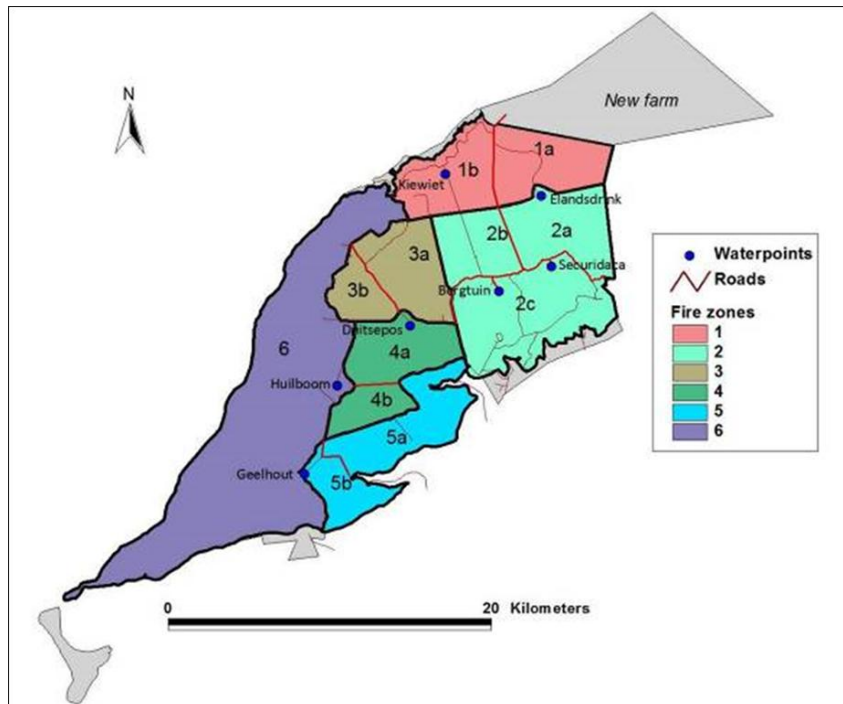 N
New farm
1a
1b
Kiewiet
Elandsdrink
2b
2a
3a
Securidaca
Bergtuin
3b
2c
Duitsepos
6
4a
Huilboom
4b
5a
Geelhout
5b
Waterpoints
Roads
Fire zones
1
2
3
4
5
6
0
20 Kilometers